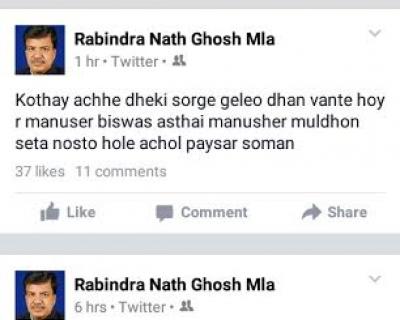 Rabindra Nath Ghosh Mla
1 hr • Twitter •
Kothay achhe dheki sorge geleo dhan vante hoy
r manuser biswas asthai manusher muldhon
seta nosto hole achol paysar soman
37 likes 11 comments
Like Comment Share
Rabindra Nath Ghosh Mla
6 hrs • Twitter •